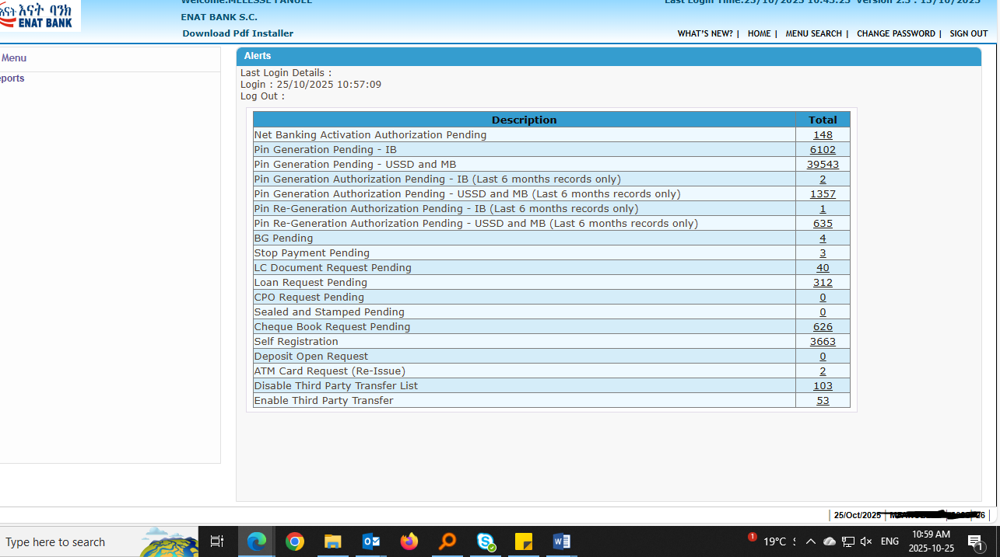 Welcome:MELESSE FANUEL
Last Login Time:25/10/2025 10:45:25 Version 2.5 : 15/10/2025
እናት ባንክ
ENAT BANK
ENAT BANK S.C.
Download Pdf Installer
WHAT'S NEW? | HOME | MENU SEARCH | CHANGE PASSWORD | SIGN OUT
Menu
ports
Alerts
Last Login Details :
Login : 25/10/2025 10:57:09
Log Out :
Description Total
Net Banking Activation Authorization Pending 148
Pin Generation Pending - IB 6102
Pin Generation Pending - USSD and MB 39543
Pin Generation Authorization Pending - IB (Last 6 months records only) 2
Pin Generation Authorization Pending - USSD and MB (Last 6 months records only) 1357
Pin Re-Generation Authorization Pending - IB (Last 6 months records only) 1
Pin Re-Generation Authorization Pending - USSD and MB (Last 6 months records only) 635
BG Pending 4
Stop Payment Pending 3
LC Document Request Pending 40
Loan Request Pending 312
CPO Request Pending 0
Sealed and Stamped Pending 0
Cheque Book Request Pending 626
Self Registration 3663
Deposit Open Request 0
ATM Card Request (Re-Issue) 2
Disable Third Party Transfer List 103
Enable Third Party Transfer 53
25/Oct/2025
Type here to search
1
19°C
ENG
10:59 AM
2025-10-25
1